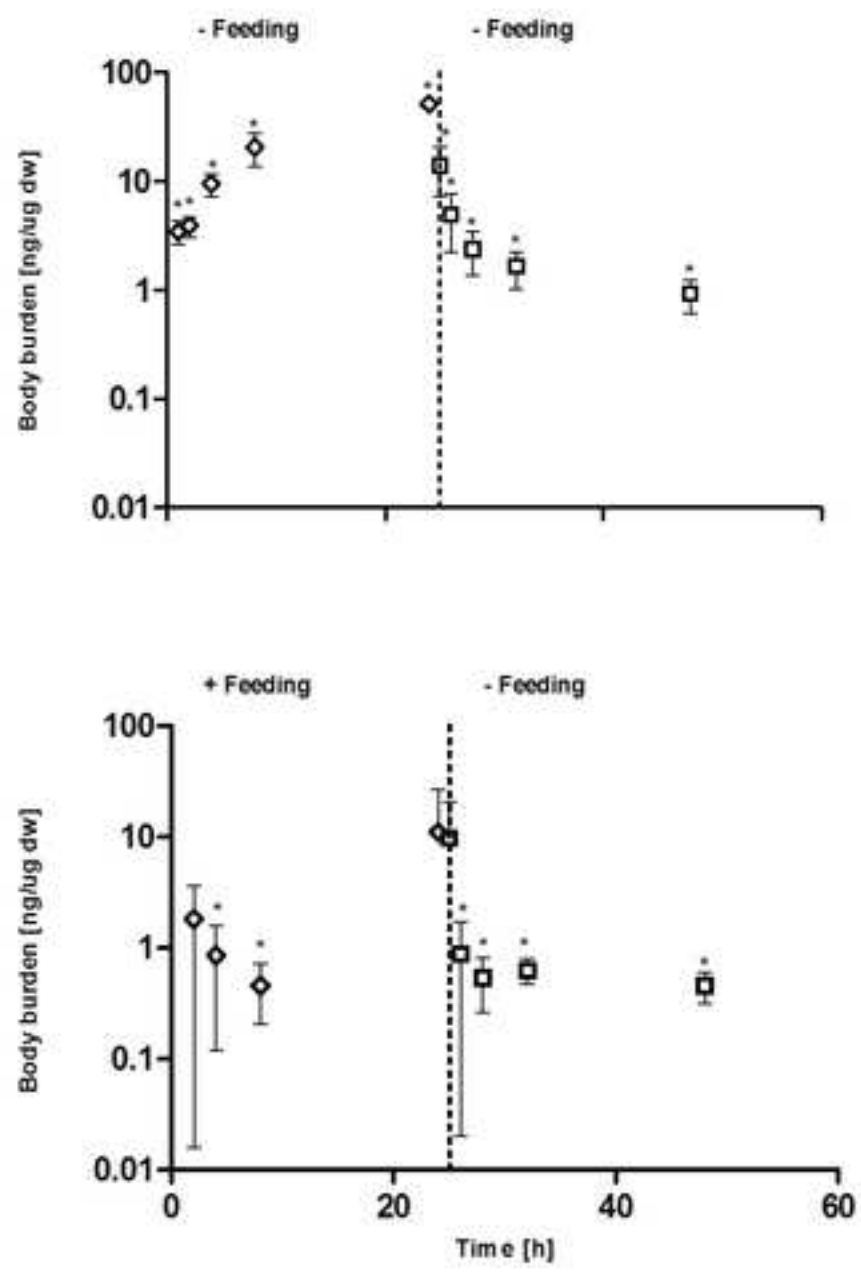 - Feeding - Feeding
Body burden [ng/ug dw]
100
10
1
0.1
0.01
+ Feeding - Feeding
Body burden [ng/ug dw]
100
10
1
0.1
0.01
0 20 40 60
Time [h]